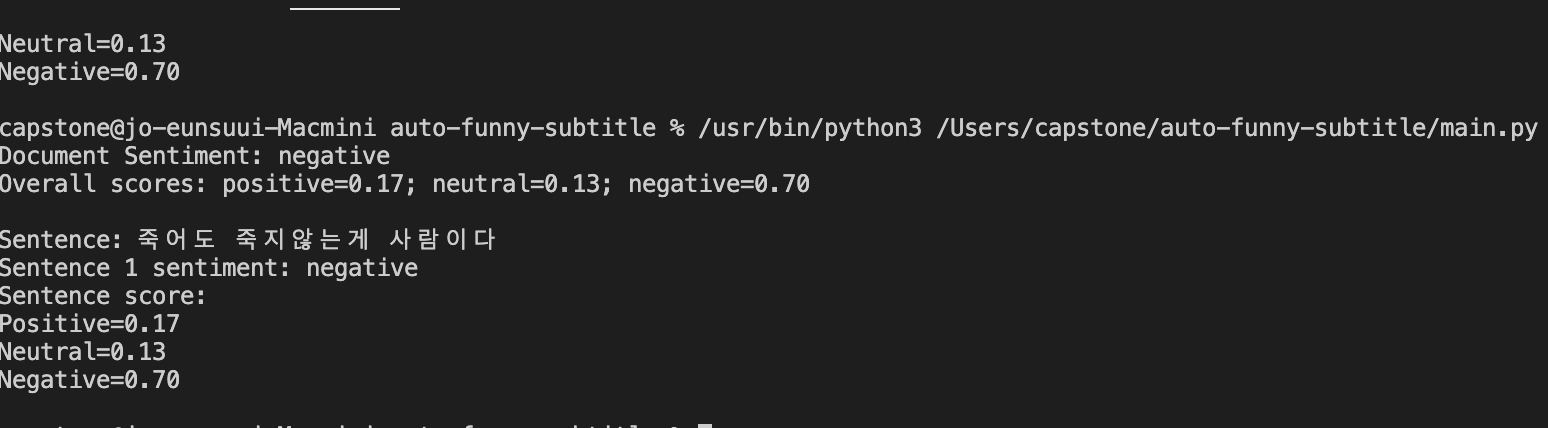 Neutral=0.13
Negative=0.70
capstone@jo-eunsuui-Macmini auto-funny-subtitle % /usr/bin/python3 /Users/capstone/auto-funny-subtitle/main.py
Document Sentiment: negative
Overall scores: positive=0.17; neutral=0.13; negative=0.70
Sentence: 죽어도 죽지않는게 사람이다
Sentence 1 sentiment: negative
Sentence score:
Positive=0.17
Neutral=0.13
Negative=0.70